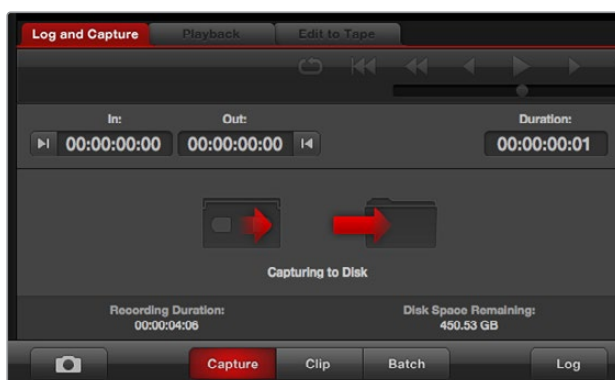 Log and Capture Playback Edit to Tape
In: Out: Duration:
00:00:00:00 00:00:00:00 00:00:00:01
Capturing to Disk
Recording Duration: Disk Space Remaining:
00:00:04:06 450.53 GB
Capture Clip Batch Log